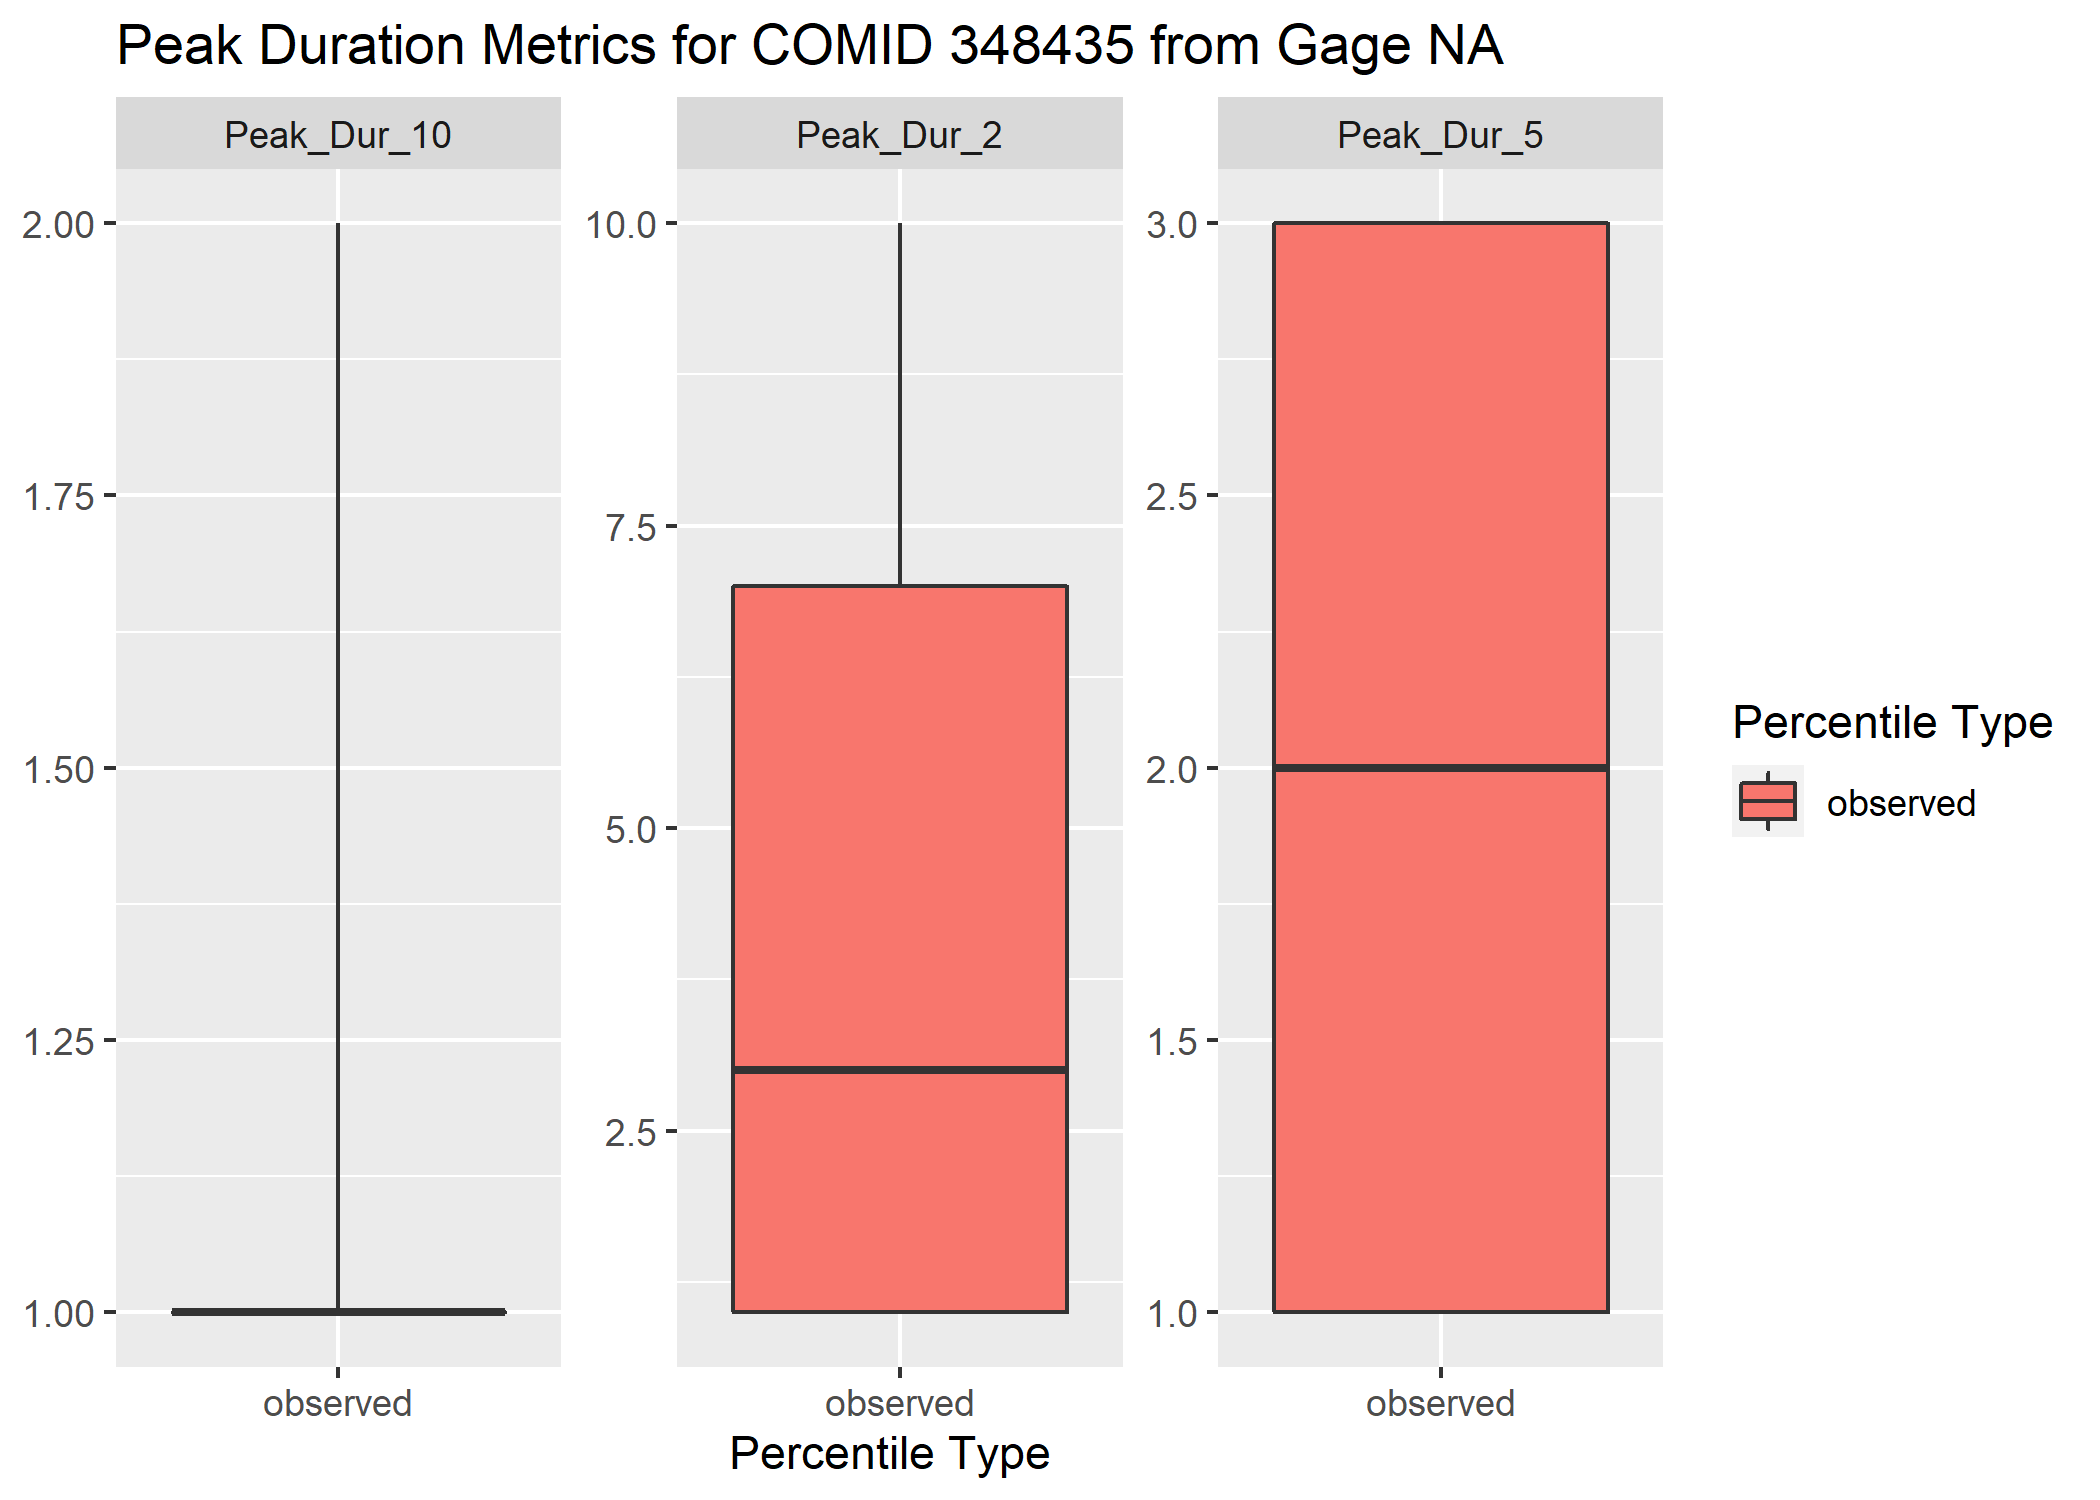 Peak Duration Metrics for COMID 348435 from Gage NA
Peak_Dur_10
Peak_Dur_2
Peak_Dur_5
2.00
1.75
1.50
1.25
1.00
10.0
7.5
5.0
2.5
3.0
2.5
2.0
1.5
1.0
observed
observed
observed
Percentile Type
Percentile Type
observed